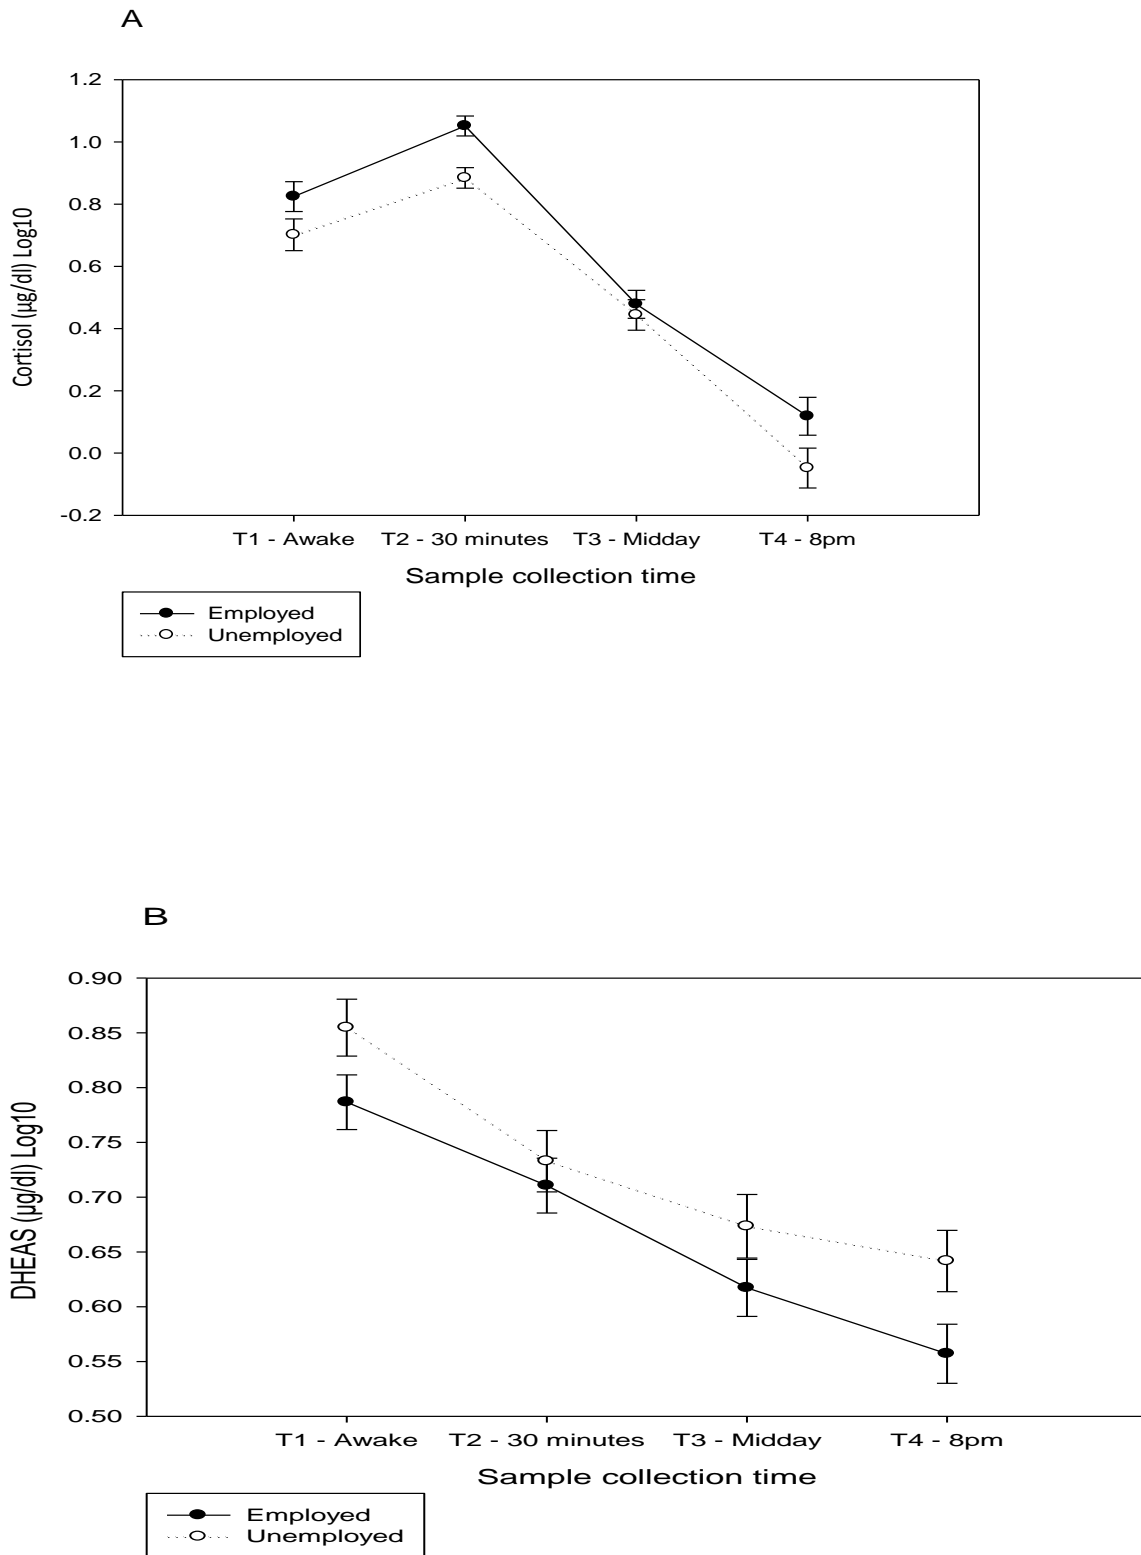 A
1.2
1.0
0.8
0.6
0.4
0.2
0.0
-0.2
Cortisol (µg/dl) Log10
T1 - Awake T2 - 30 minutes T3 - Midday T4 - 8pm
Sample collection time
Employed
Unemployed
B
0.90
0.85
0.80
0.75
0.70
0.65
0.60
0.55
0.50
DHEAS (µg/dl) Log10
T1 - Awake T2 - 30 minutes T3 - Midday T4 - 8pm
Sample collection time
Employed
Unemployed